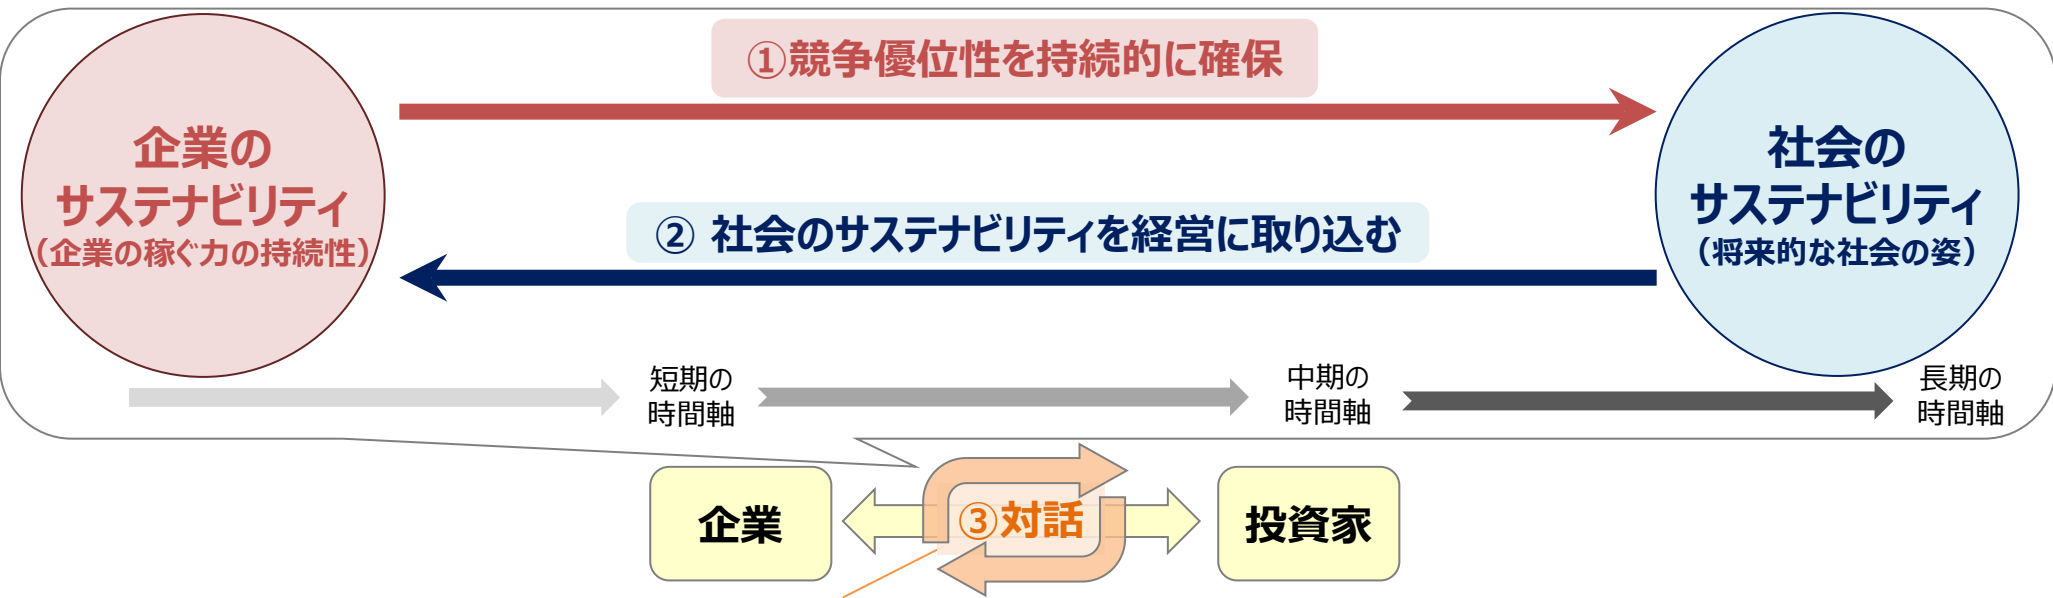 ①競争優位性を持続的に確保
企業の
サステナビリティ
（企業の稼ぐ力の持続性）
社会の
サステナビリティ
（将来的な社会の姿）
② 社会のサステナビリティを経営に取り込む
短期の
時間軸
中期の
時間軸
長期の
時間軸
企業
③対話
投資家